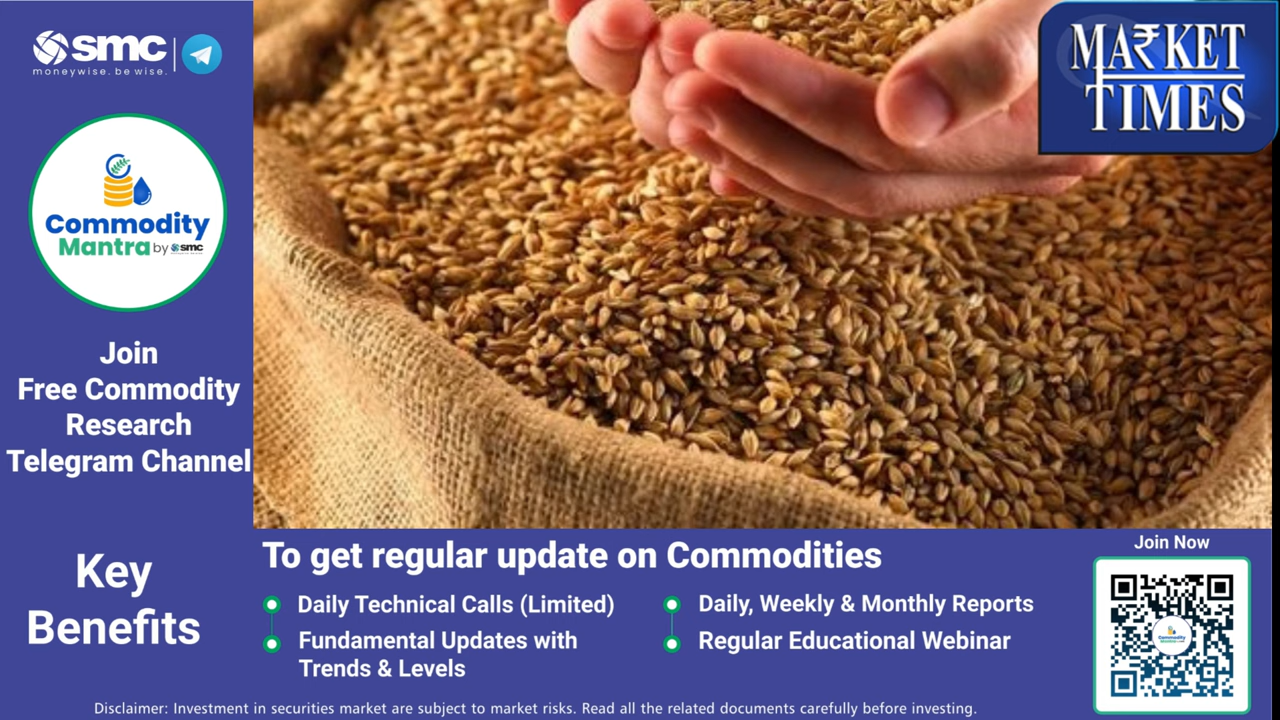 smc
moneywise. be wise.
MA₹KET
TIMES
Commodity
Mantra by smc
Join
Free Commodity
Research
Telegram Channel
Key
Benefits
To get regular update on Commodities
Daily Technical Calls (Limited)
Fundamental Updates with
Trends & Levels
Daily, Weekly & Monthly Reports
Regular Educational Webinar
Join Now
Commodity
Disclaimer: Investment in securities market are subject to market risks. Read all the related documents carefully before investing.